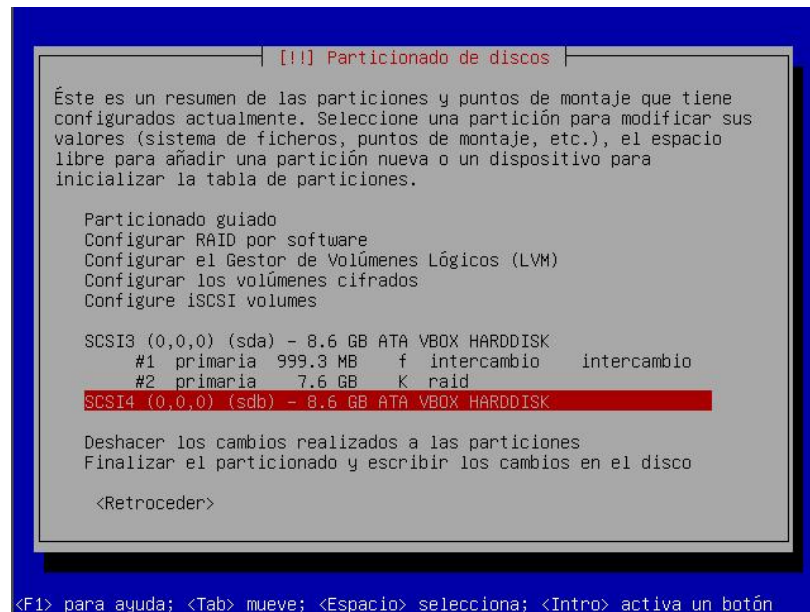 [!!] Particionado de discos
Éste es un resumen de las particiones y puntos de montaje que tiene
configurados actualmente. Seleccione una partición para modificar sus
valores (sistema de ficheros, puntos de montaje, etc.), el espacio
libre para añadir una partición nueva o un dispositivo para
inicializar la tabla de particiones.
Particionado guiado
Configurar RAID por software
Configurar el Gestor de Volúmenes Lógicos (LVM)
Configurar los volúmenes cifrados
Configure iSCSI volumes
SCSI3 (0,0,0) (sda) – 8.6 GB ATA VBOX HARDDISK
#1 primaria 999.3 MB f intercambio intercambio
#2 primaria 7.6 GB K raid
SCSI4 (0,0,0) (sdb) – 8.6 GB ATA VBOX HARDDISK
Deshacer los cambios realizados a las particiones
Finalizar el particionado y escribir los cambios en el disco
<Retroceder>
<F1> para ayuda; <Tab> mueve; <Espacio> selecciona; <Intro> activa un botón